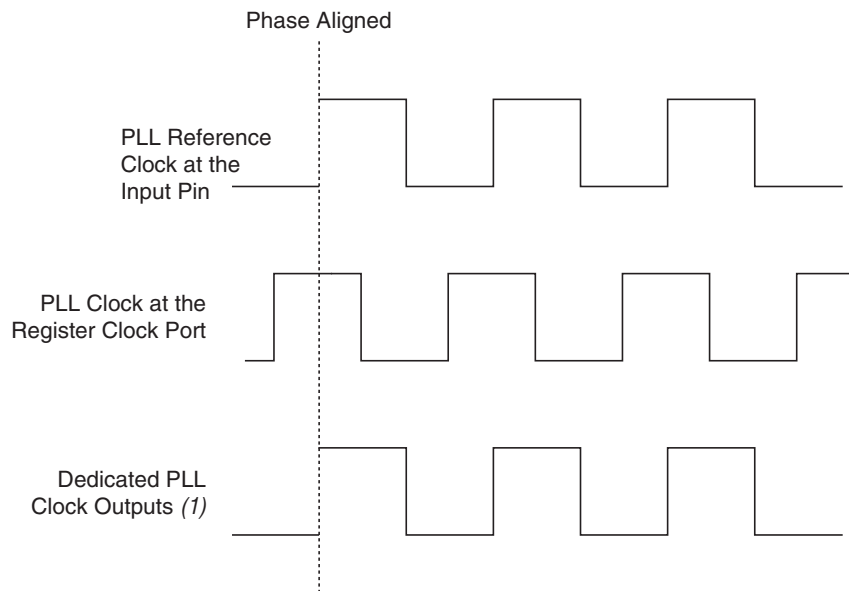 Phase Aligned
PLL Reference
Clock at the
Input Pin
PLL Clock at the
Register Clock Port
Dedicated PLL
Clock Outputs (1)